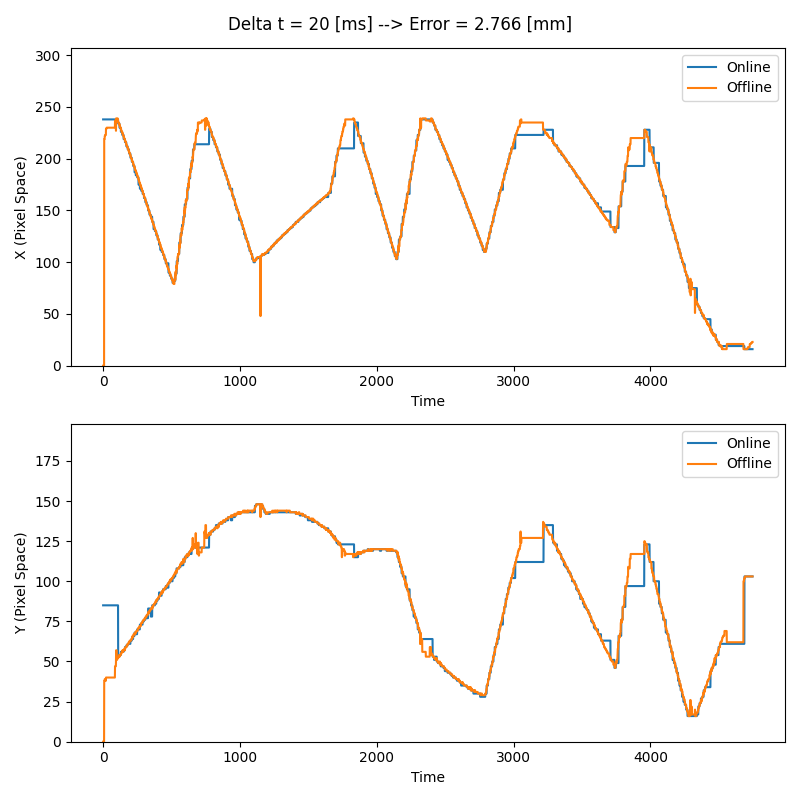 Delta t = 20 [ms] --> Error = 2.766 [mm]
300
250
200
150
100
50
0
X (Pixel Space)
Online
Offline
0 1000 2000 3000 4000
Time
175
150
125
100
75
50
25
0
Y (Pixel Space)
Online
Offline
0 1000 2000 3000 4000
Time